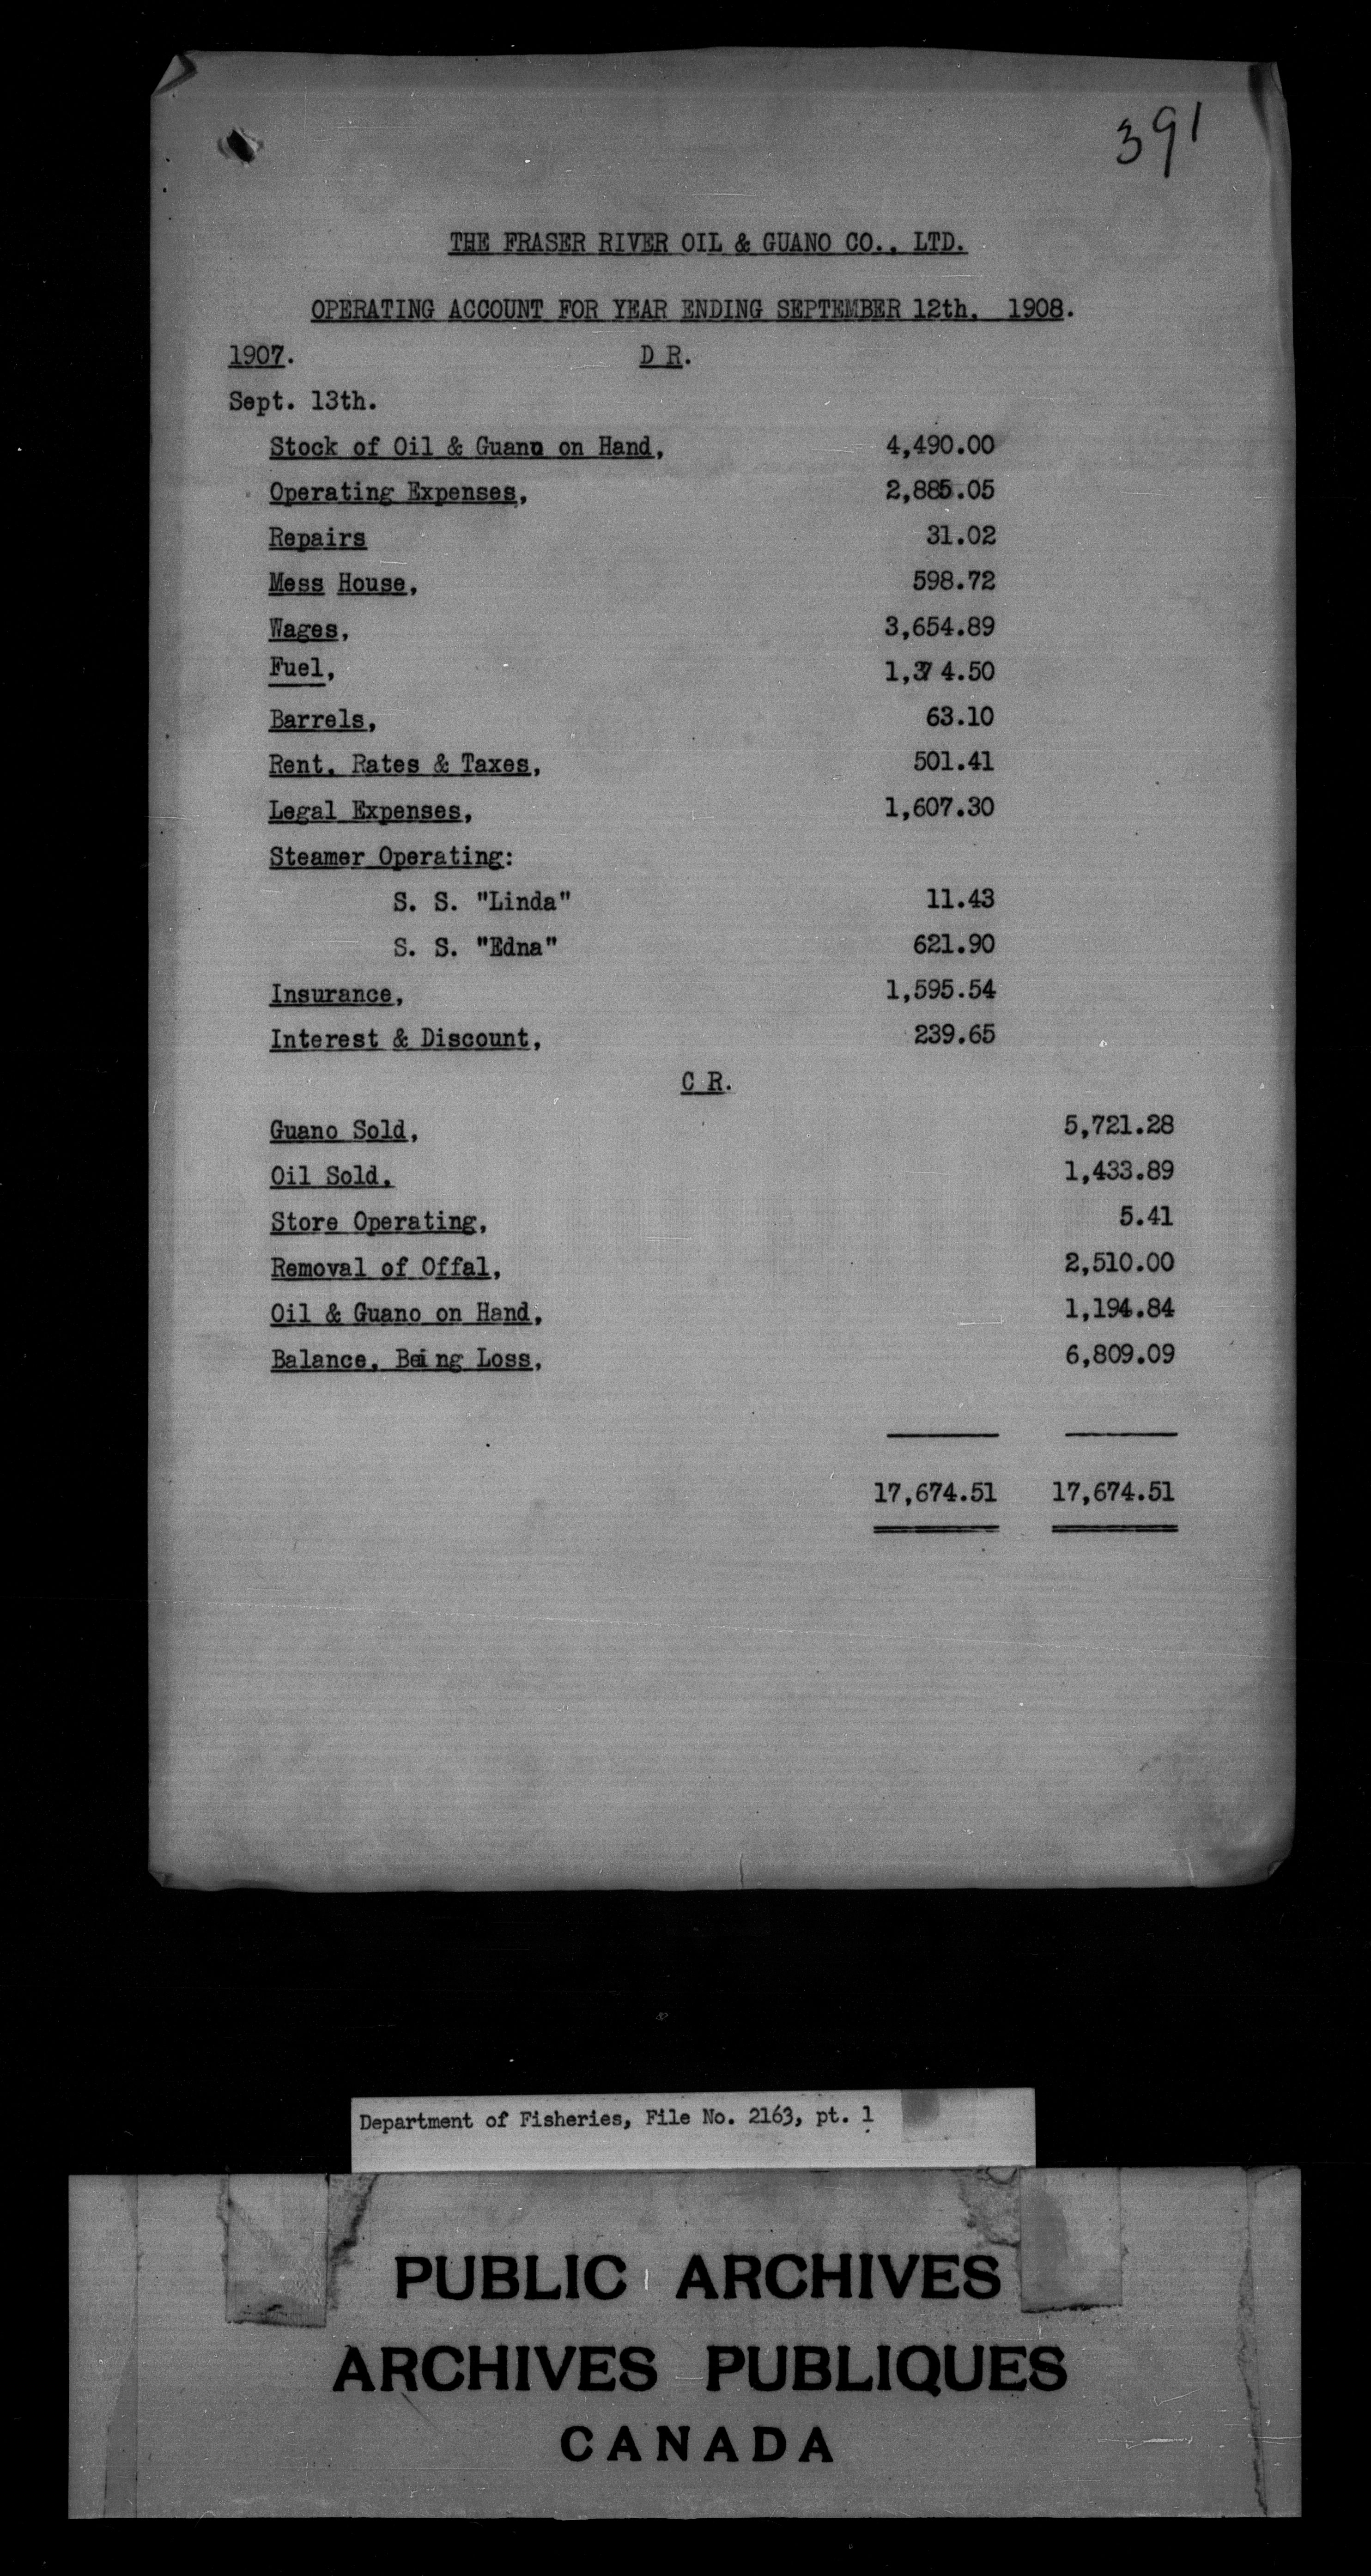 391
THE FRASER RIVER OIL & GUANO CO., LTD.
OPERATING ACCOUNT FOR YEAR ENDING SEPTEMBER 12th, 1908.
1907. D R.
Sept. 13th.
Stock of Oil & Guano on Hand, 4,490.00
Operating Expenses, 2,885.05
Repairs 31.02
Mess House, 598.72
Wages, 3,654.89
Fuel, 1,374.50
Barrels, 63.10
Rent, Rates & Taxes, 501.41
Legal Expenses, 1,607.30
Steamer Operating:
S. S. "Linda" 11.43
S. S. "Edna" 621.90
Insurance, 1,595.54
Interest & Discount, 239.65
C R.
Guano Sold, 5,721.28
Oil Sold, 1,433.89
Store Operating, 5.41
Removal of Offal, 2,510.00
Oil & Guano on Hand, 1,194.84
Balance, Being Loss, 6,809.09
17,674.51 17,674.51
Department of Fisheries, File No. 2163, pt. 1
PUBLIC ARCHIVES
ARCHIVES PUBLIQUES
CANADA